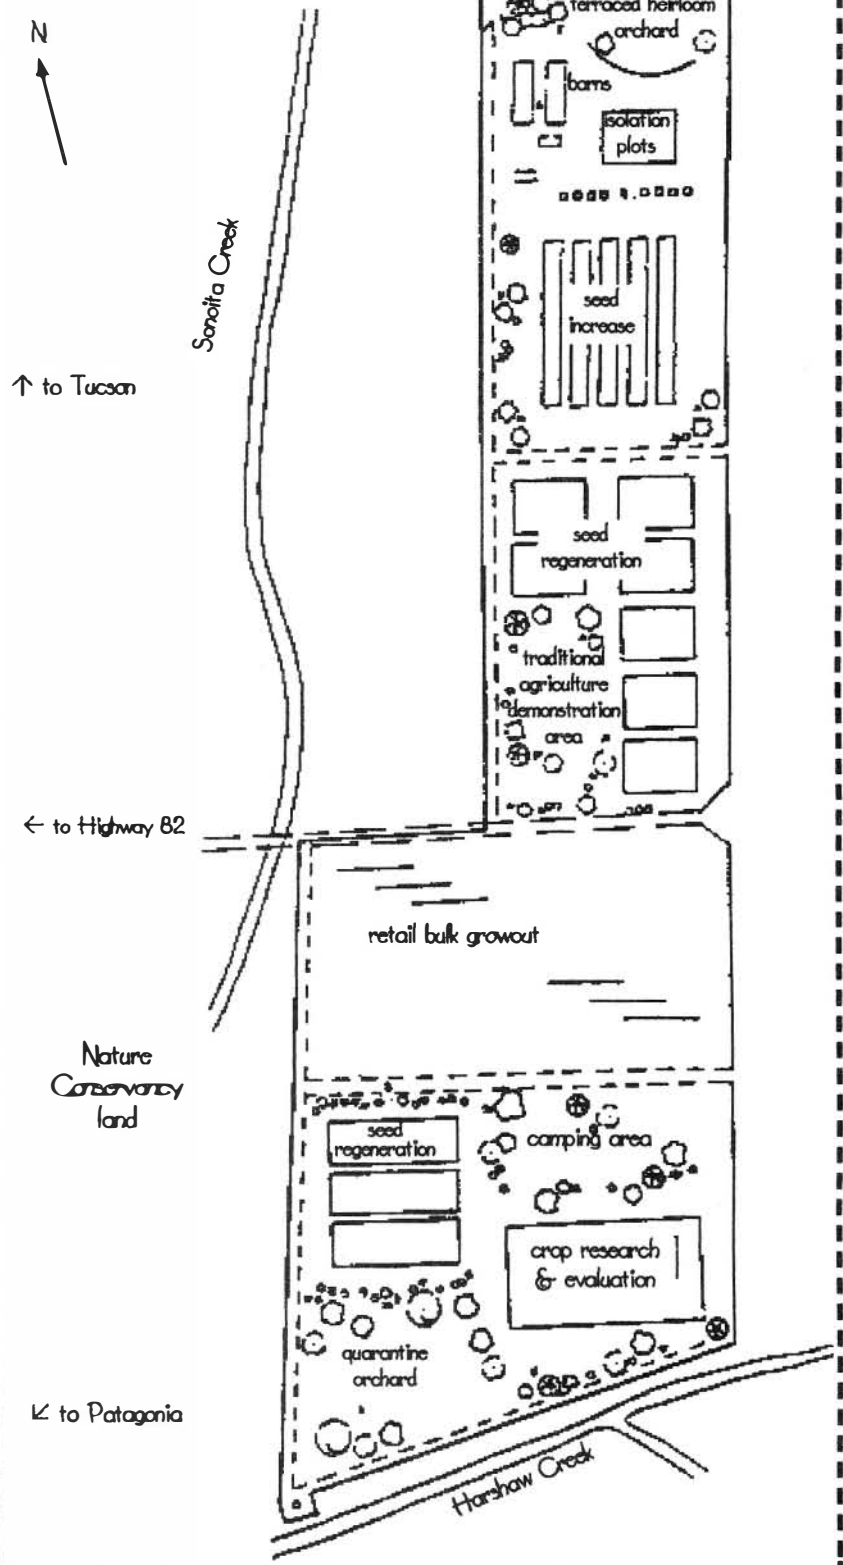 terraced heirloom
orchard
N
barns
isolation
plots
Sonoita Creek
seed
increase
↑ to Tucson
seed
regeneration
traditional
agriculture
demonstration
area
← to Highway 82
retail bulk growout
Nature
Conservancy
land
seed
regeneration
camping area
crop research
& evaluation
quarantine
orchard
↙ to Patagonia
Harshaw Creek